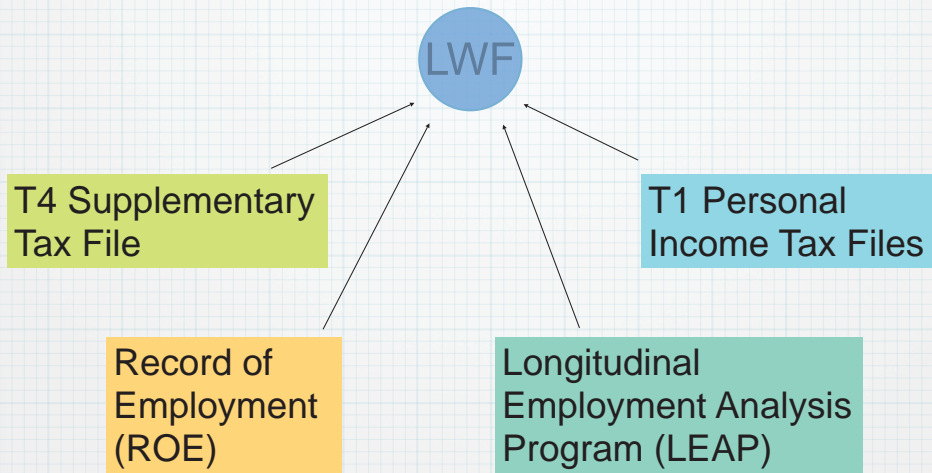 LWF
T4 Supplementary
Tax File
T1 Personal
Income Tax Files
Record of
Employment
(ROE)
Longitudinal
Employment Analysis
Program (LEAP)